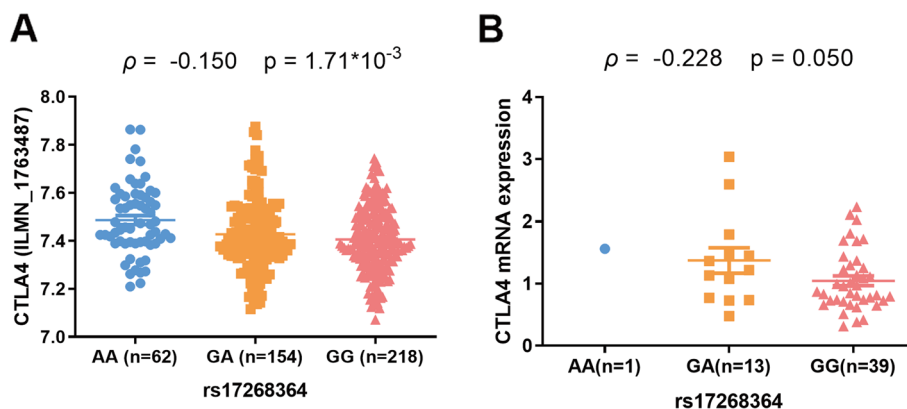 A
ρ = -0.150 p = 1.71*10⁻³
CTLA4 (ILMN_1763487)
8.0
7.8
7.6
7.4
7.2
7.0
AA (n=62) GA (n=154) GG (n=218)
rs17268364
B
ρ = -0.228 p = 0.050
CTLA4 mRNA expression
4
3
2
1
0
AA(n=1) GA(n=13) GG(n=39)
rs17268364